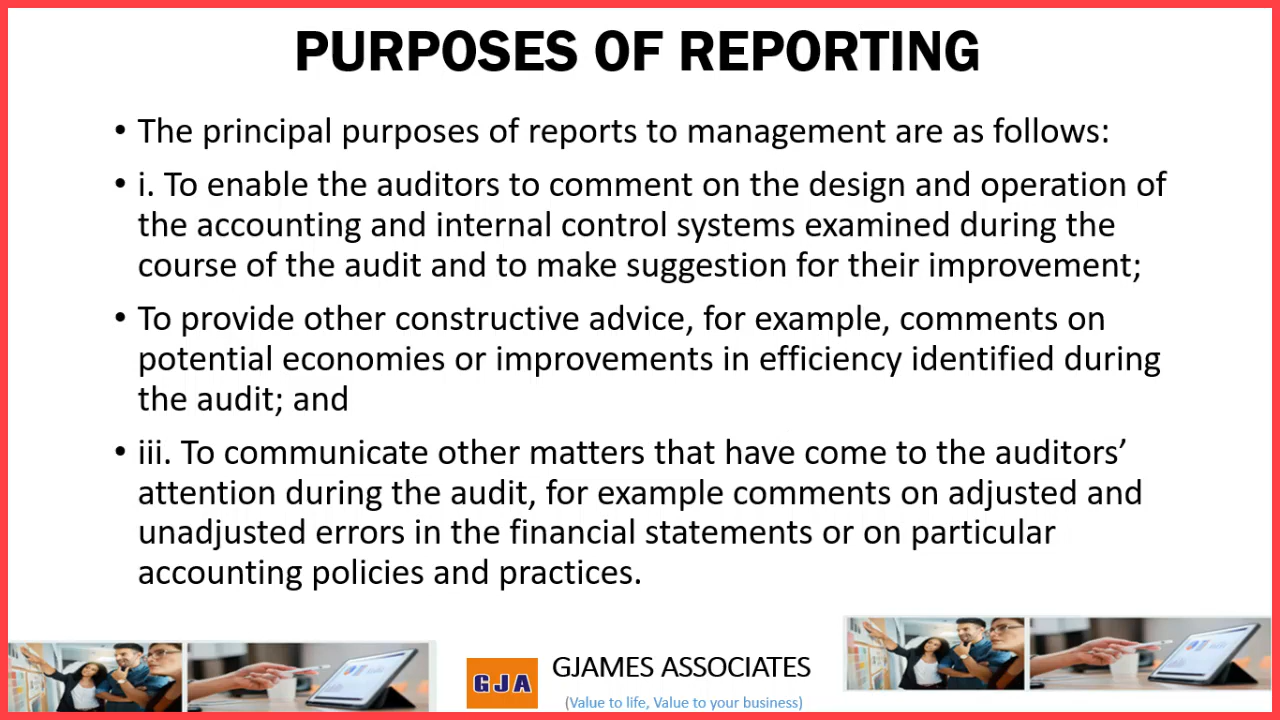 PURPOSES OF REPORTING
• The principal purposes of reports to management are as follows:
• i. To enable the auditors to comment on the design and operation of
the accounting and internal control systems examined during the
course of the audit and to make suggestion for their improvement;
• To provide other constructive advice, for example, comments on
potential economies or improvements in efficiency identified during
the audit; and
• iii. To communicate other matters that have come to the auditors’
attention during the audit, for example comments on adjusted and
unadjusted errors in the financial statements or on particular
accounting policies and practices.
GJA
GJAMES ASSOCIATES
(Value to life, Value to your business)